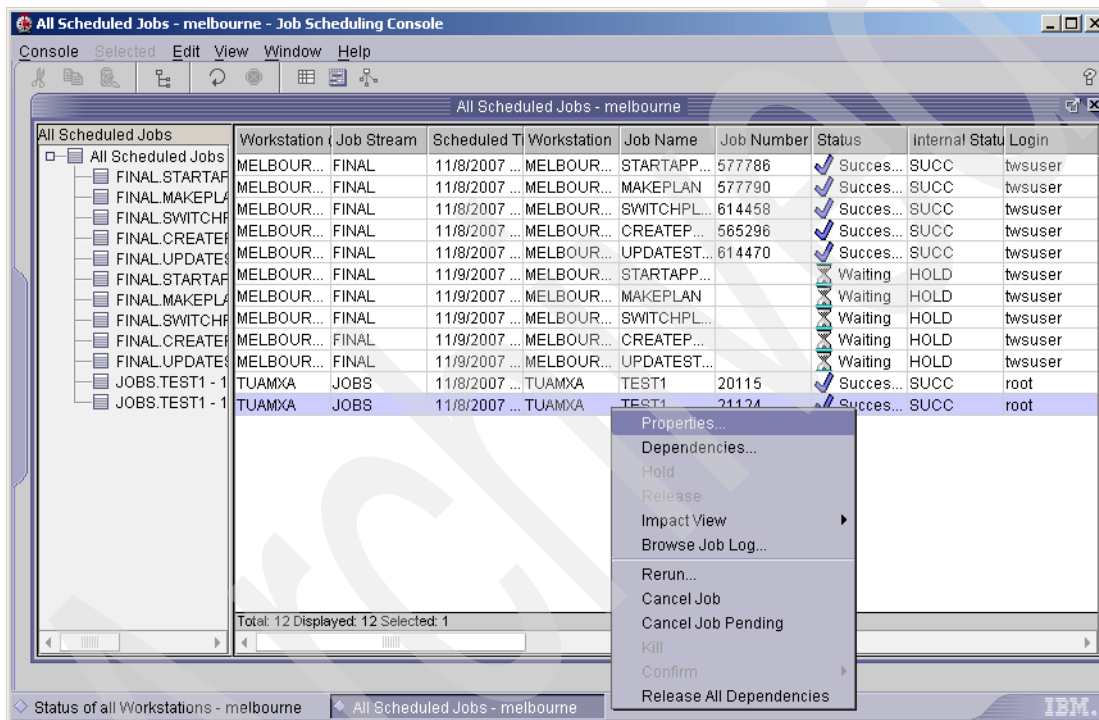 All Scheduled Jobs - melbourne - Job Scheduling Console
Console Selected Edit View Window Help
All Scheduled Jobs - melbourne
All Scheduled Jobs
All Scheduled Jobs
FINAL.STARTAF
FINAL.MAKEPLA
FINAL.SWITCHF
FINAL.CREATEF
FINAL.UPDATES
FINAL.STARTAF
FINAL.MAKEPLA
FINAL.SWITCHF
FINAL.CREATEF
FINAL.UPDATES
JOBS.TEST1 - 1
JOBS.TEST1 - 1
Workstation ( Job Stream Scheduled Ti Workstation Job Name Job Number Status Internal Statu Login
MELBOUR... FINAL 11/8/2007 ... MELBOUR... STARTAPP... 577786 Succes... SUCC twsuser
MELBOUR... FINAL 11/8/2007 ... MELBOUR... MAKEPLAN 577790 Succes... SUCC twsuser
MELBOUR... FINAL 11/8/2007 ... MELBOUR... SWITCHPL... 614458 Succes... SUCC twsuser
MELBOUR... FINAL 11/8/2007 ... MELBOUR... CREATEP... 565296 Succes... SUCC twsuser
MELBOUR... FINAL 11/8/2007 ... MELBOUR... UPDATEST... 614470 Succes... SUCC twsuser
MELBOUR... FINAL 11/9/2007 ... MELBOUR... STARTAPP... Waiting HOLD twsuser
MELBOUR... FINAL 11/9/2007 ... MELBOUR... MAKEPLAN Waiting HOLD twsuser
MELBOUR... FINAL 11/9/2007 ... MELBOUR... SWITCHPL... Waiting HOLD twsuser
MELBOUR... FINAL 11/9/2007 ... MELBOUR... CREATEP... Waiting HOLD twsuser
MELBOUR... FINAL 11/9/2007 ... MELBOUR... UPDATEST... Waiting HOLD twsuser
TUAMXA JOBS 11/8/2007 ... TUAMXA TEST1 20115 Succes... SUCC root
TUAMXA JOBS 11/8/2007 ... TUAMXA TEST1 21124 Succes... SUCC root
Properties...
Dependencies...
Hold
Release
Impact View
Browse Job Log...
Rerun...
Cancel Job
Cancel Job Pending
Kill
Confirm
Release All Dependencies
Total: 12 Displayed: 12 Selected: 1
Status of all Workstations - melbourne All Scheduled Jobs - melbourne IBM.